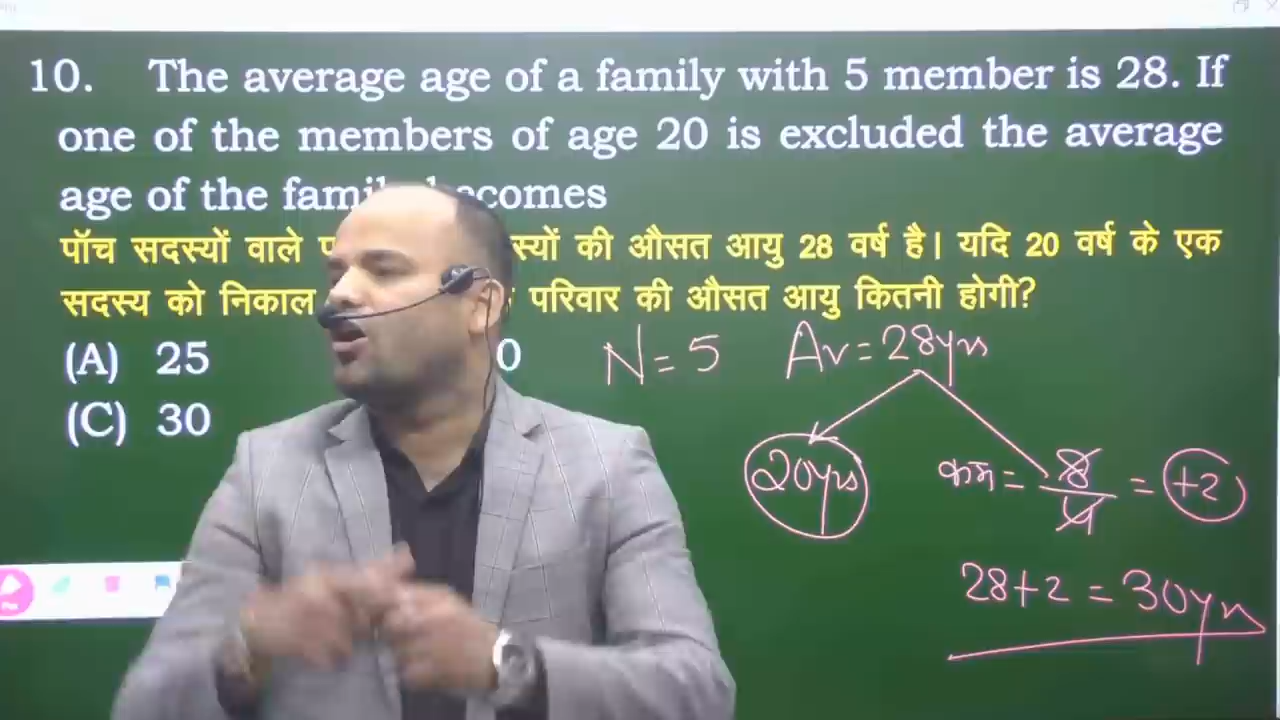 10. The average age of a family with 5 member is 28. If
one of the members of age 20 is excluded the average
age of the comes
पॉच सदस्यों वाले की औसत आयु 28 वर्ष है। यदि 20 वर्ष के एक
सदस्य को निकाल परिवार की औसत आयु कितनी होगी?
(A) 25
(C) 30
N = 5 Av = 28yrs
20yrs
कम = 8/4 = +2
28+2 = 30yrs